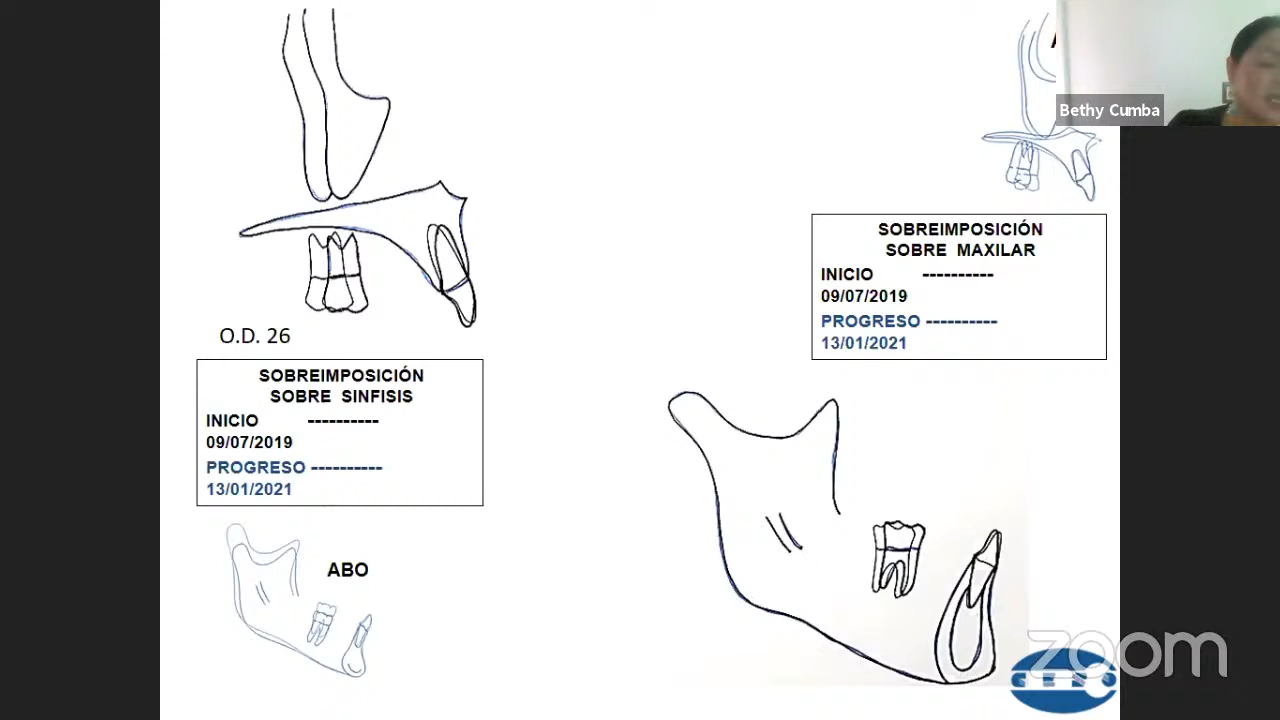 Bethy Cumba
SOBREIMPOSICIÓN
SOBRE MAXILAR
INICIO ----------
09/07/2019
PROGRESO ----------
13/01/2021
O.D. 26
SOBREIMPOSICIÓN
SOBRE SINFISIS
INICIO ----------
09/07/2019
PROGRESO ----------
13/01/2021
ABO
zoom